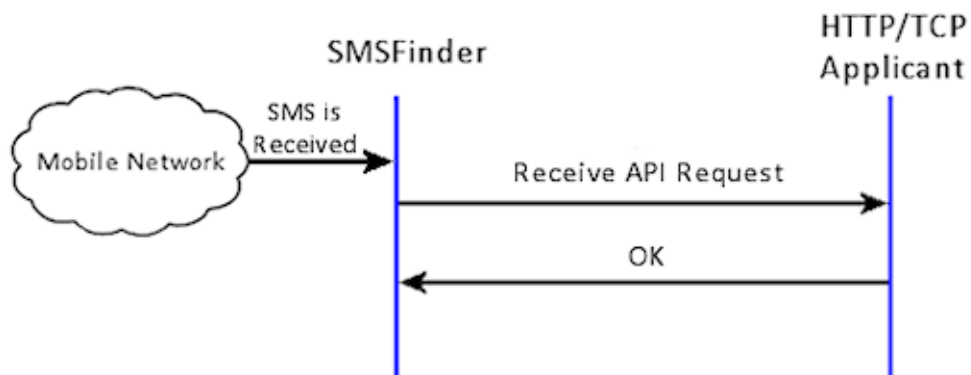 SMSFinder
HTTP/TCP
Applicant
SMS is
Received
Mobile Network
Receive API Request
OK